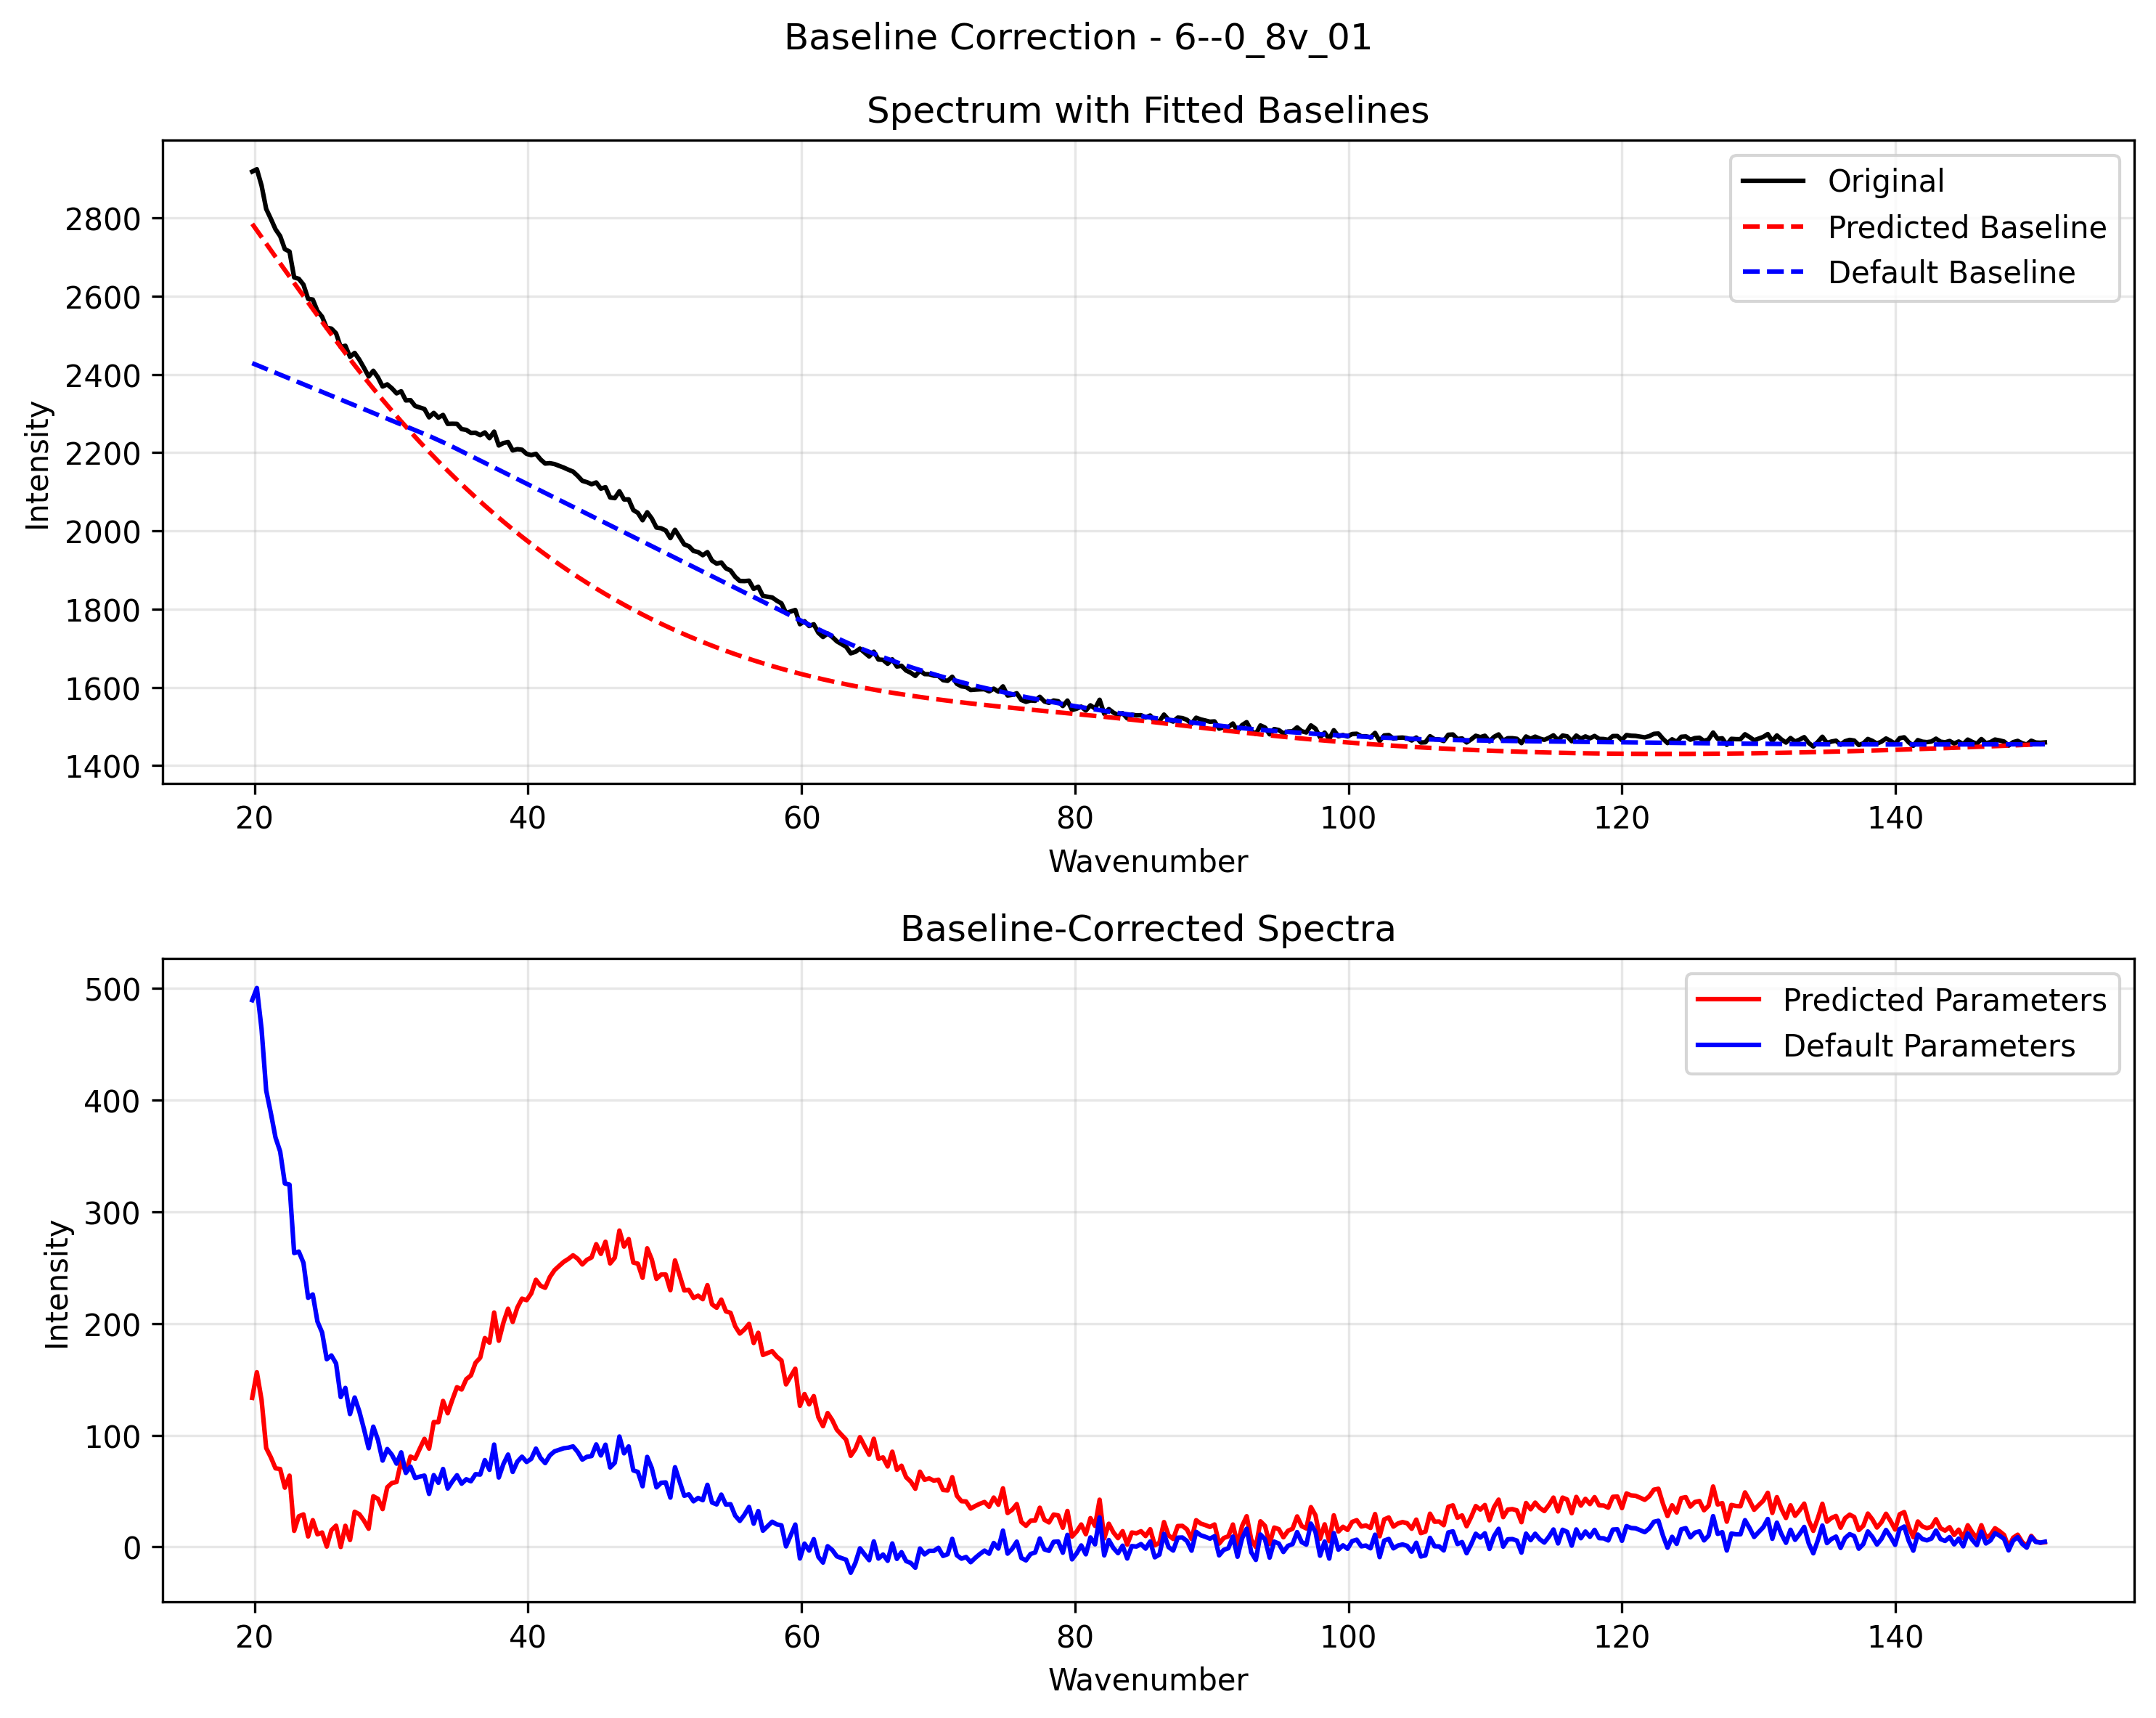 Baseline Correction - 6--0_8v_01
Spectrum with Fitted Baselines
Original
Predicted Baseline
Default Baseline
2800
2600
2400
2200
2000
1800
1600
1400
Intensity
20 40 60 80 100 120 140
Wavenumber
Baseline-Corrected Spectra
Predicted Parameters
Default Parameters
500
400
300
200
100
0
Intensity
20 40 60 80 100 120 140
Wavenumber